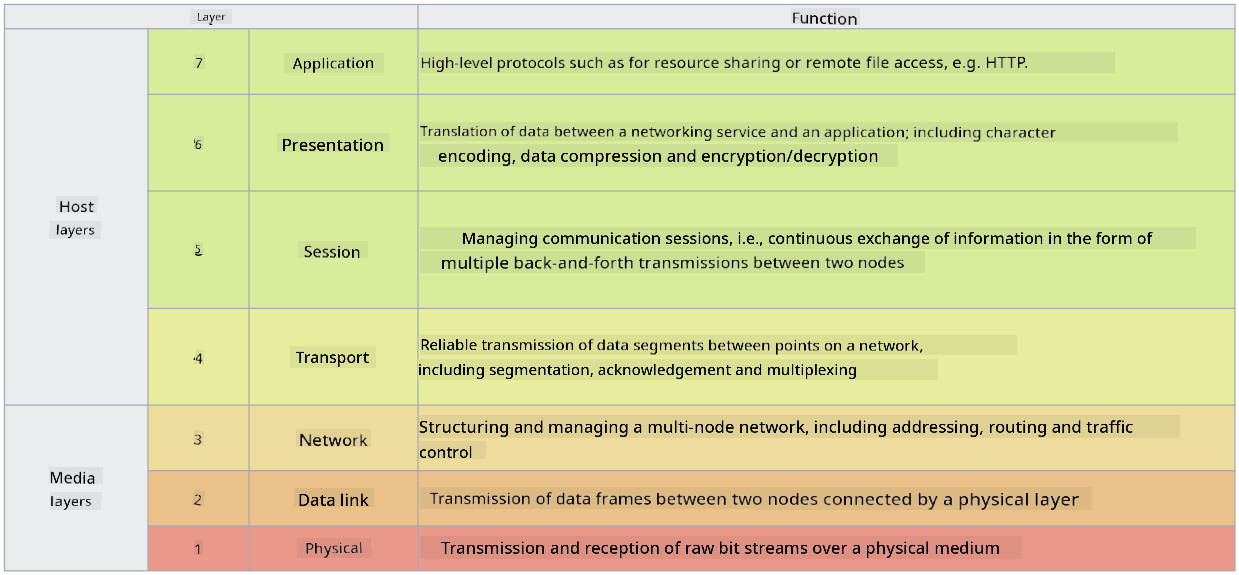 Layer
Function
Host
layers
7
Application
High-level protocols such as for resource sharing or remote file access, e.g. HTTP.
6
Presentation
Translation of data between a networking service and an application; including character
encoding, data compression and encryption/decryption
5
Session
Managing communication sessions, i.e., continuous exchange of information in the form of
multiple back-and-forth transmissions between two nodes
4
Transport
Reliable transmission of data segments between points on a network,
including segmentation, acknowledgement and multiplexing
Media
layers
3
Network
Structuring and managing a multi-node network, including addressing, routing and traffic
control
2
Data link
Transmission of data frames between two nodes connected by a physical layer
1
Physical
Transmission and reception of raw bit streams over a physical medium